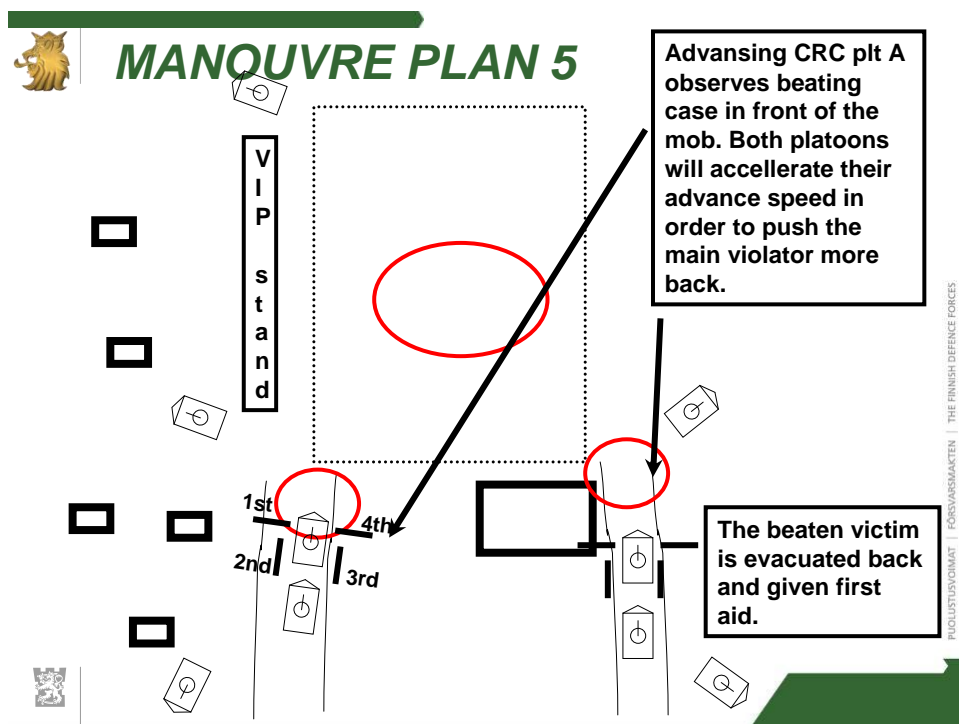 MANOUVRE PLAN 5
Advansing CRC plt A
observes beating
case in front of the
mob. Both platoons
will accellerate their
advance speed in
order to push the
main violator more
back.
V
I
P
s
t
a
n
d
1st
4th
2nd
3rd
The beaten victim
is evacuated back
and given first
aid.
PUOLUSTUSVOIMAT | FÖRSVARSMAKTEN | THE FINNISH DEFENCE FORCES